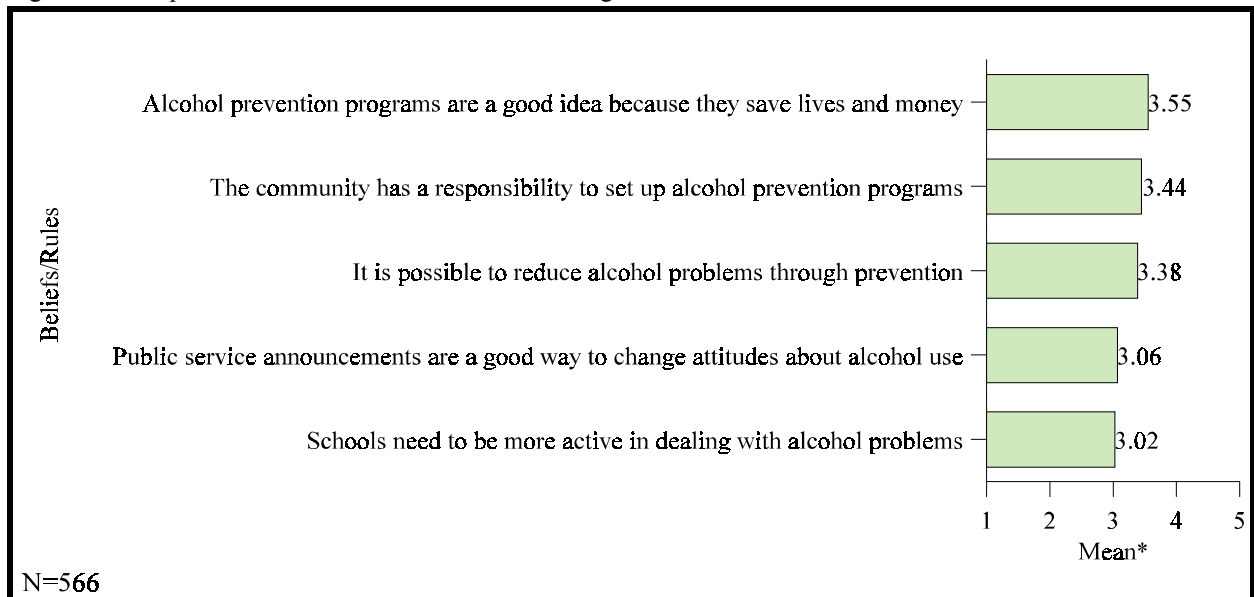 Alcohol prevention programs are a good idea because they save lives and money
3.55
The community has a responsibility to set up alcohol prevention programs
3.44
Beliefs/Rules
It is possible to reduce alcohol problems through prevention
3.38
Public service announcements are a good way to change attitudes about alcohol use
3.06
Schools need to be more active in dealing with alcohol problems
3.02
1 2 3 4 5
Mean*
N=566